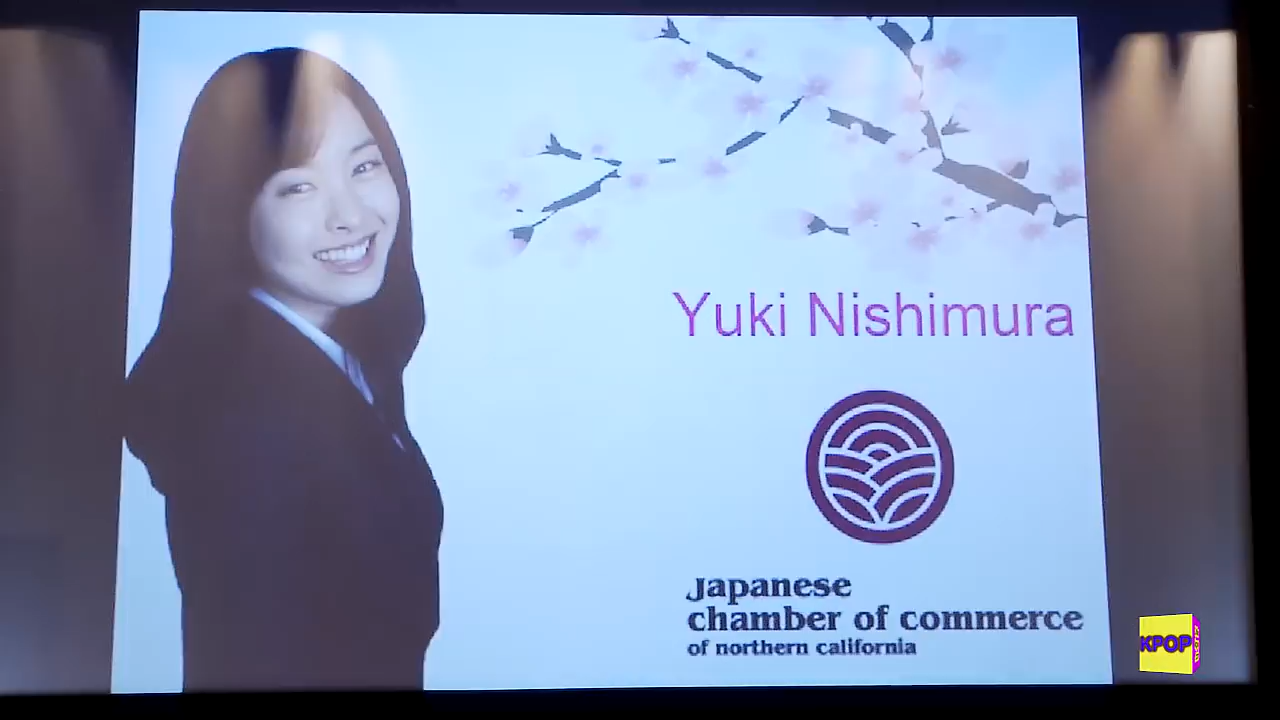 Yuki Nishimura
Japanese
chamber of commerce
of northern california
KPOP